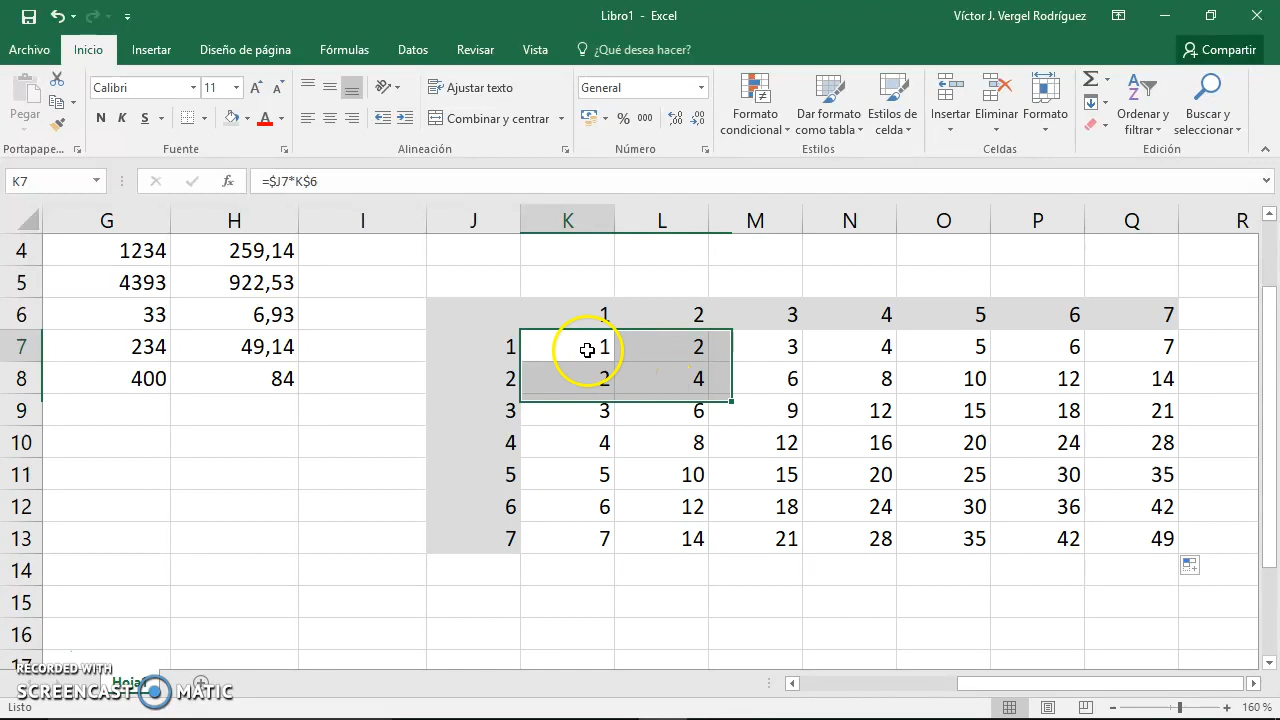 Libro1 - Excel
Víctor J. Vergel Rodríguez
Archivo Inicio Insertar Diseño de página Fórmulas Datos Revisar Vista ¿Qué desea hacer? Compartir
Pegar
Calibri 11
N K S
Ajustar texto
Combinar y centrar
General
% 000
Formato condicional
Dar formato como tabla
Estilos de celda
Insertar Eliminar Formato
Ordenar y filtrar
Buscar y seleccionar
Portapape... Fuente Alineación Número Estilos Celdas Edición
K7 fx =$J7*K$6
G H I J K L M N O P Q R
4 1234 259,14
5 4393 922,53
6 33 6,93 1 2 3 4 5 6 7
7 234 49,14 1 1 2 3 4 5 6 7
8 400 84 2 2 4 6 8 10 12 14
9 3 3 6 9 12 15 18 21
10 4 4 8 12 16 20 24 28
11 5 5 10 15 20 25 30 35
12 6 6 12 18 24 30 36 42
13 7 7 14 21 28 35 42 49
14
15
16
17
RECORDED WITH
SCREENCAST MATIC
Listo 160 %